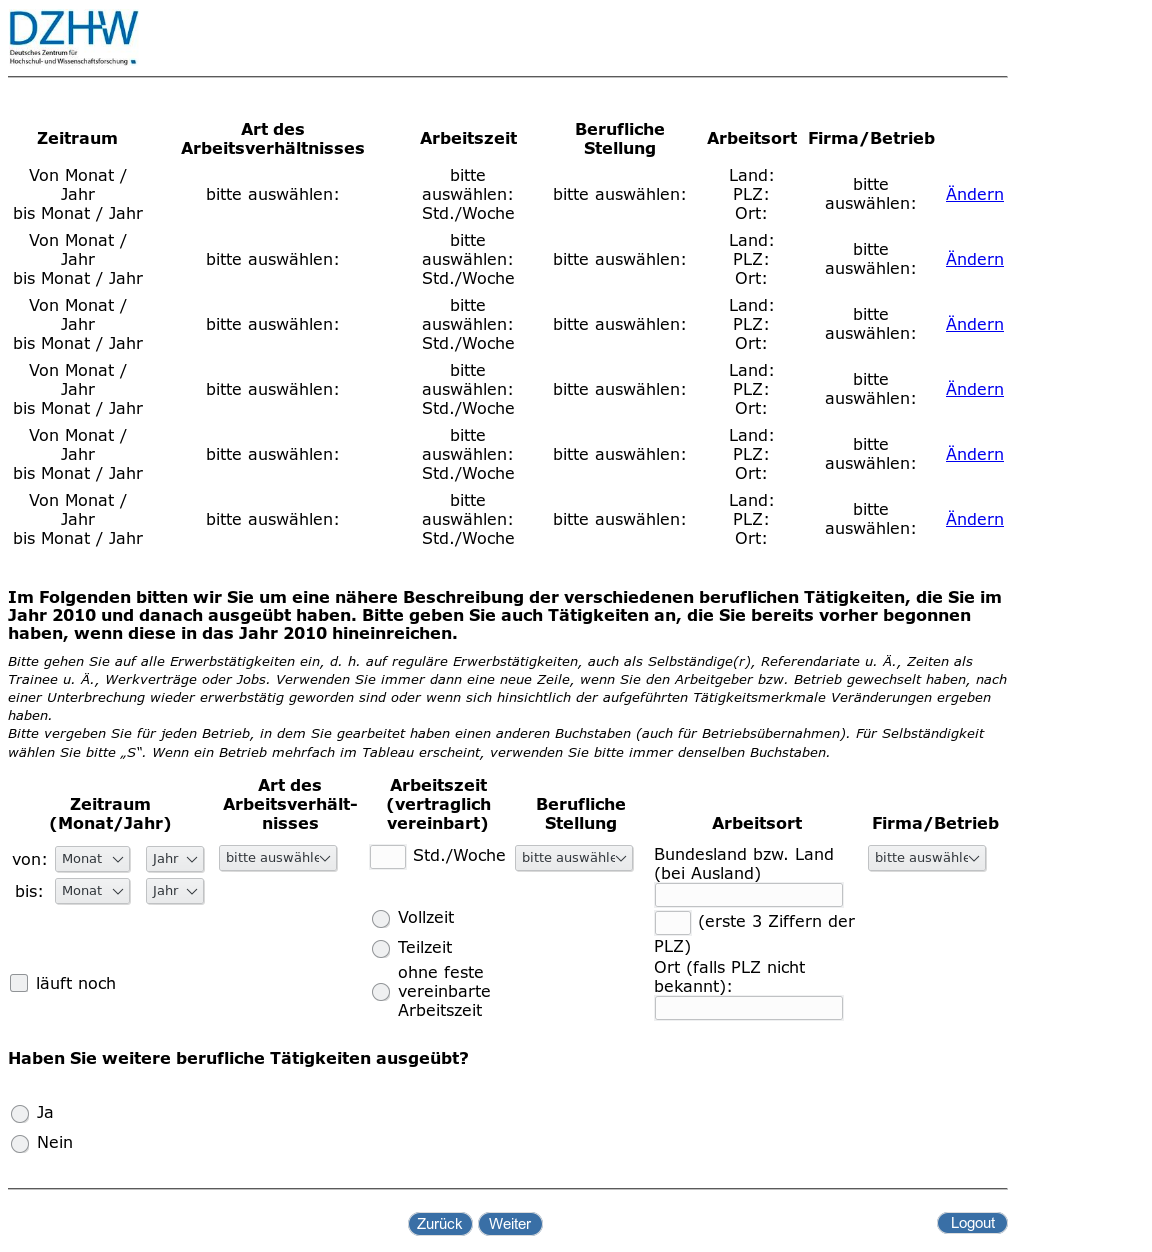 DZHW
Deutsches Zentrum für
Hochschul- und Wissenschaftsforschung
Zeitraum
Art des
Arbeitsverhältnisses
Arbeitszeit
Berufliche
Stellung
Arbeitsort
Firma/Betrieb
Von Monat /
Jahr
bis Monat / Jahr
bitte auswählen:
bitte
auswählen:
Std./Woche
bitte auswählen:
Land:
PLZ:
Ort:
bitte
auswählen:
Ändern
Von Monat /
Jahr
bis Monat / Jahr
bitte auswählen:
bitte
auswählen:
Std./Woche
bitte auswählen:
Land:
PLZ:
Ort:
bitte
auswählen:
Ändern
Von Monat /
Jahr
bis Monat / Jahr
bitte auswählen:
bitte
auswählen:
Std./Woche
bitte auswählen:
Land:
PLZ:
Ort:
bitte
auswählen:
Ändern
Von Monat /
Jahr
bis Monat / Jahr
bitte auswählen:
bitte
auswählen:
Std./Woche
bitte auswählen:
Land:
PLZ:
Ort:
bitte
auswählen:
Ändern
Von Monat /
Jahr
bis Monat / Jahr
bitte auswählen:
bitte
auswählen:
Std./Woche
bitte auswählen:
Land:
PLZ:
Ort:
bitte
auswählen:
Ändern
Von Monat /
Jahr
bis Monat / Jahr
bitte auswählen:
bitte
auswählen:
Std./Woche
bitte auswählen:
Land:
PLZ:
Ort:
bitte
auswählen:
Ändern
Im Folgenden bitten wir Sie um eine nähere Beschreibung der verschiedenen beruflichen Tätigkeiten, die Sie im
Jahr 2010 und danach ausgeübt haben. Bitte geben Sie auch Tätigkeiten an, die Sie bereits vorher begonnen
haben, wenn diese in das Jahr 2010 hineinreichen.
Bitte gehen Sie auf alle Erwerbstätigkeiten ein, d. h. auf reguläre Erwerbstätigkeiten, auch als Selbständige(r), Referendariate u. Ä., Zeiten als
Trainee u. Ä., Werkverträge oder Jobs. Verwenden Sie immer dann eine neue Zeile, wenn Sie den Arbeitgeber bzw. Betrieb gewechselt haben, nach
einer Unterbrechung wieder erwerbstätig geworden sind oder wenn sich hinsichtlich der aufgeführten Tätigkeitsmerkmale Veränderungen ergeben
haben.
Bitte vergeben Sie für jeden Betrieb, in dem Sie gearbeitet haben einen anderen Buchstaben (auch für Betriebsübernahmen). Für Selbständigkeit
wählen Sie bitte „S“. Wenn ein Betrieb mehrfach im Tableau erscheint, verwenden Sie bitte immer denselben Buchstaben.
Zeitraum
(Monat/Jahr)
Art des
Arbeitsverhält-
nisses
Arbeitszeit
(vertraglich
vereinbart)
Berufliche
Stellung
Arbeitsort
Firma/Betrieb
von: Monat Jahr
bis: Monat Jahr
läuft noch
bitte auswähle
Std./Woche
Vollzeit
Teilzeit
ohne feste
vereinbarte
Arbeitszeit
bitte auswähle
Bundesland bzw. Land
(bei Ausland)
(erste 3 Ziffern der
PLZ)
Ort (falls PLZ nicht
bekannt):
bitte auswähle
Haben Sie weitere berufliche Tätigkeiten ausgeübt?
Ja
Nein
Zurück Weiter Logout